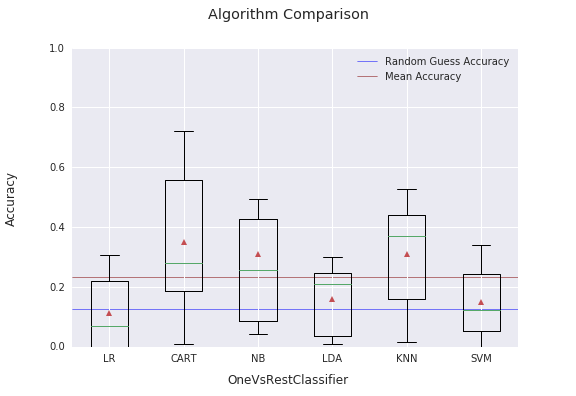 Algorithm Comparison
1.0
Random Guess Accuracy
Mean Accuracy
0.8
0.6
Accuracy
0.4
0.2
0.0
LR CART NB LDA KNN SVM
OneVsRestClassifier